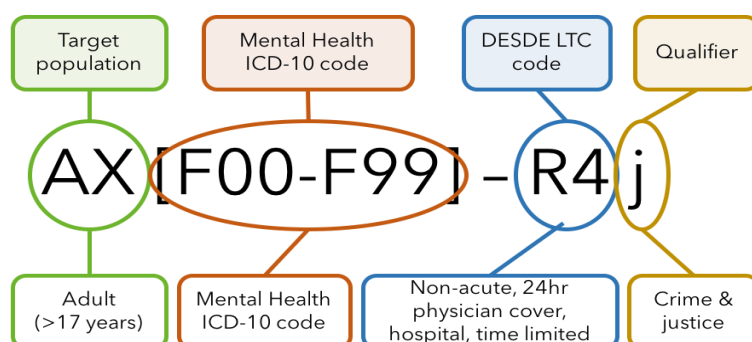 Target
population
Mental Health
ICD-10 code
DESDE LTC
code
Qualifier
AX [F00-F99] – R4 j
Adult
(>17 years)
Mental Health
ICD-10 code
Non-acute, 24hr
physician cover,
hospital, time limited
Crime &
justice